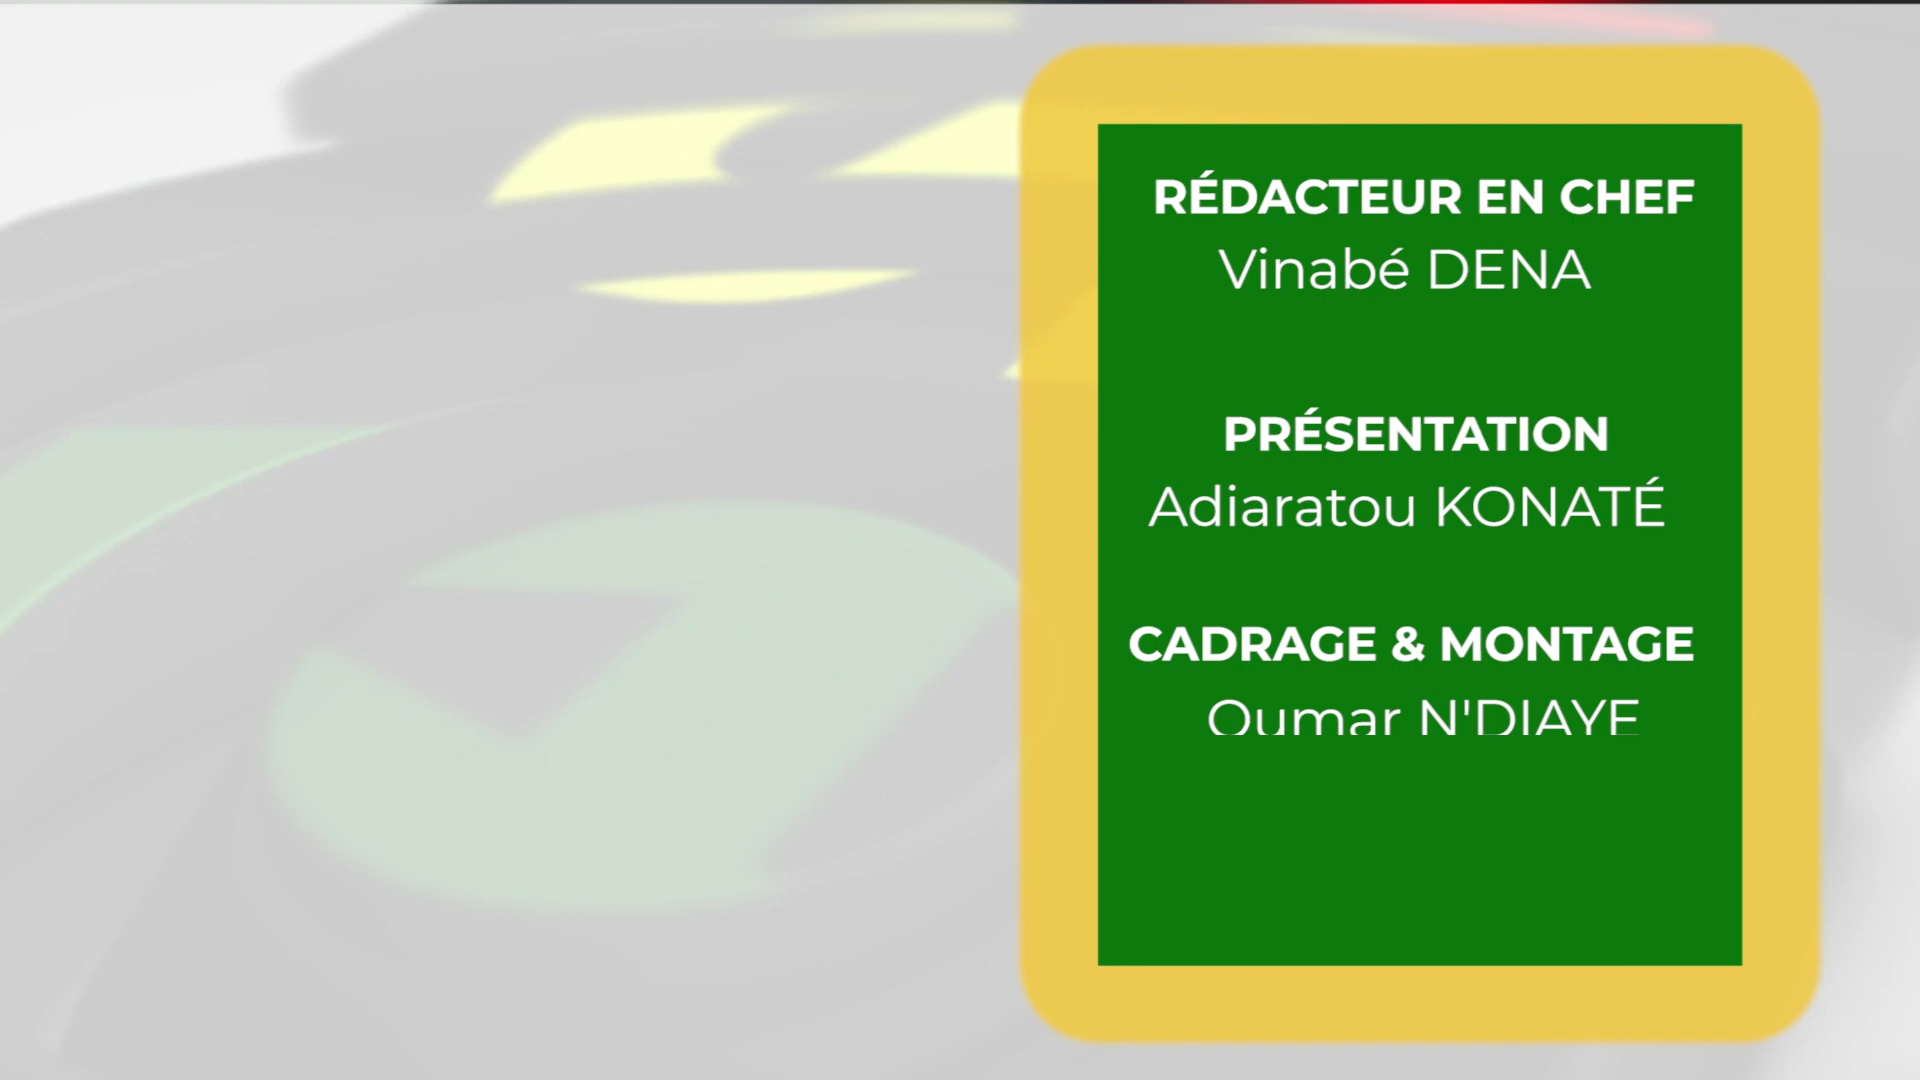 RÉDACTEUR EN CHEF
Vinabé DENA
PRÉSENTATION
Adiaratou KONATÉ
CADRAGE & MONTAGE
Oumar N'DIAYE